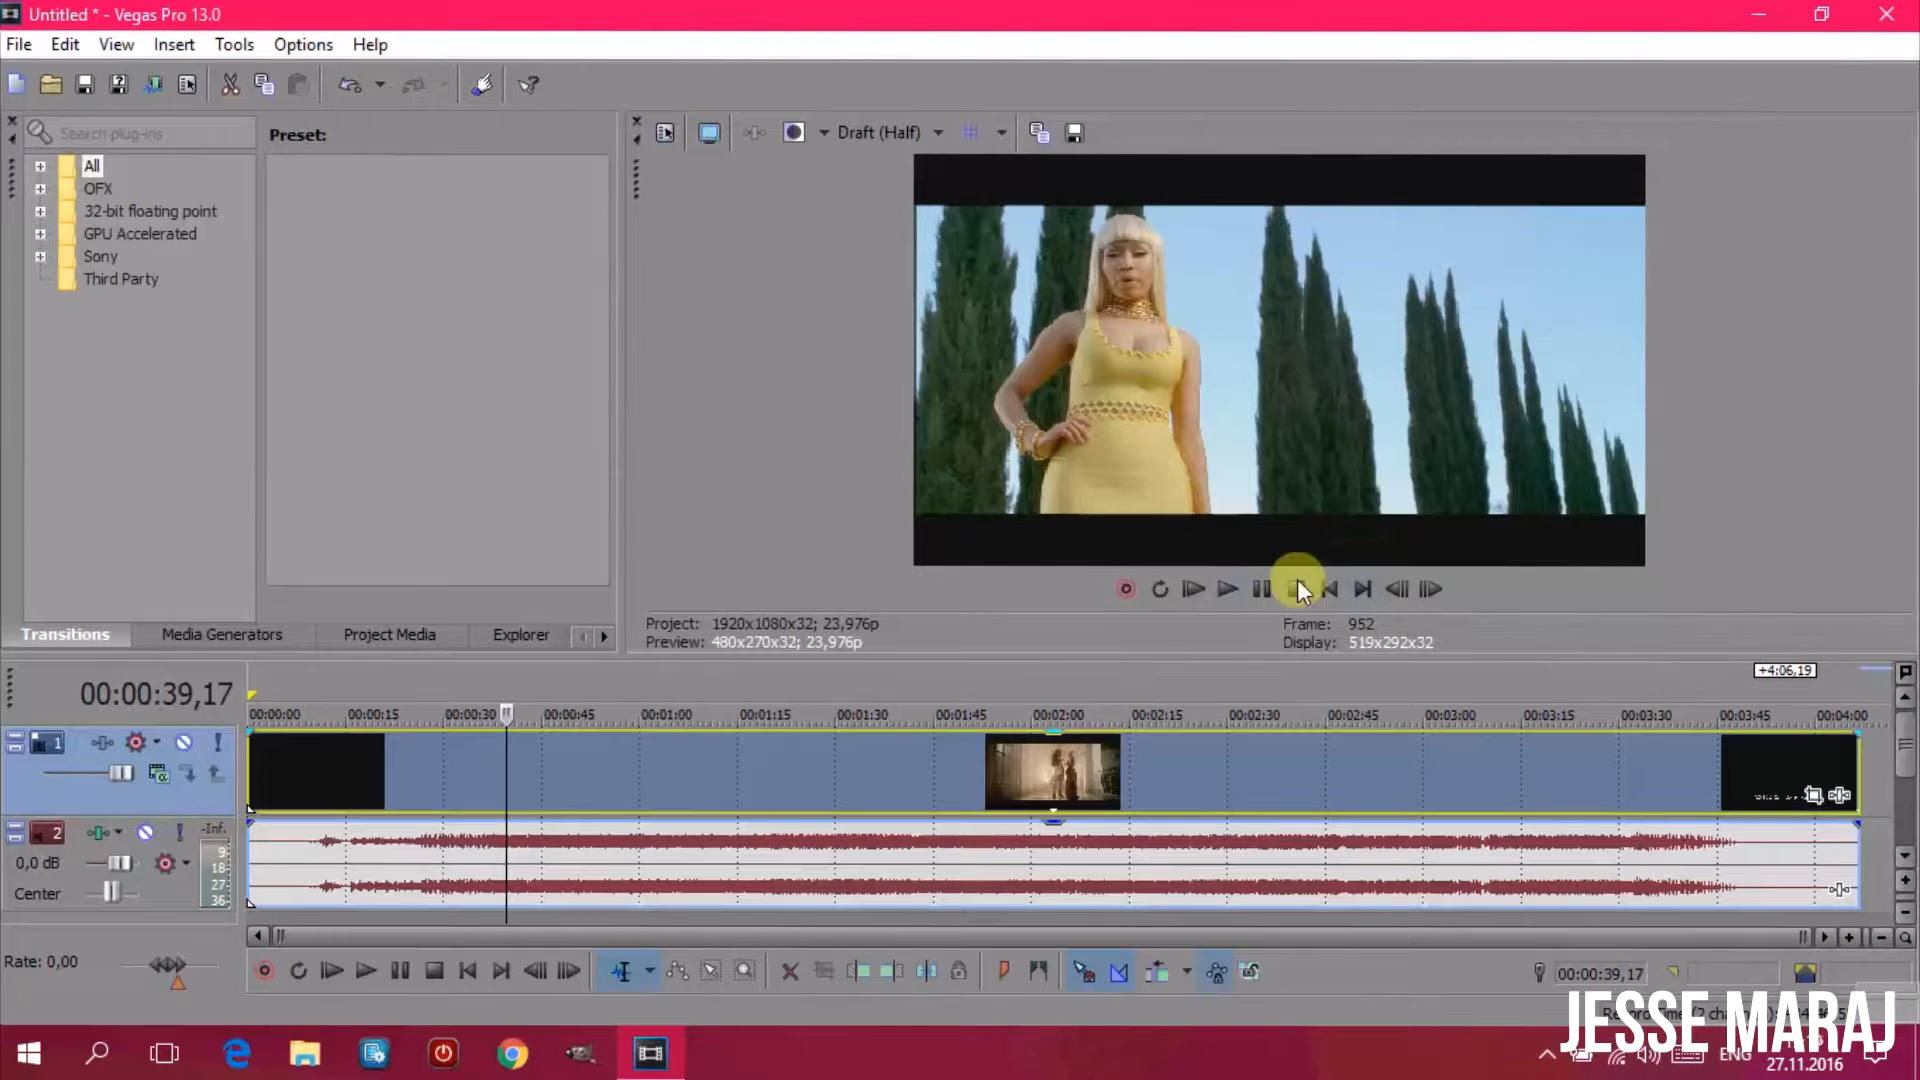 Untitled * - Vegas Pro 13.0
File Edit View Insert Tools Options Help
Search plug-ins
Preset:
Draft (Half)
All
OFX
32-bit floating point
GPU Accelerated
Sony
Third Party
Transitions Media Generators Project Media Explorer
Project: 1920x1080x32; 23,976p
Preview: 480x270x32; 23,976p
Frame: 952
Display: 519x292x32
+4:06,19
00:00:39,17
00:00:00 00:00:15 00:00:30 00:00:45 00:01:00 00:01:15 00:01:30 00:01:45 00:02:00 00:02:15 00:02:30 00:02:45 00:03:00 00:03:15 00:03:30 00:03:45 00:04:00
1
2
-Inf.
9
18
27
36
0,0 dB
Center
Rate: 0,00
00:00:39,17
JESSE MARAJ
ENG
27.11.2016